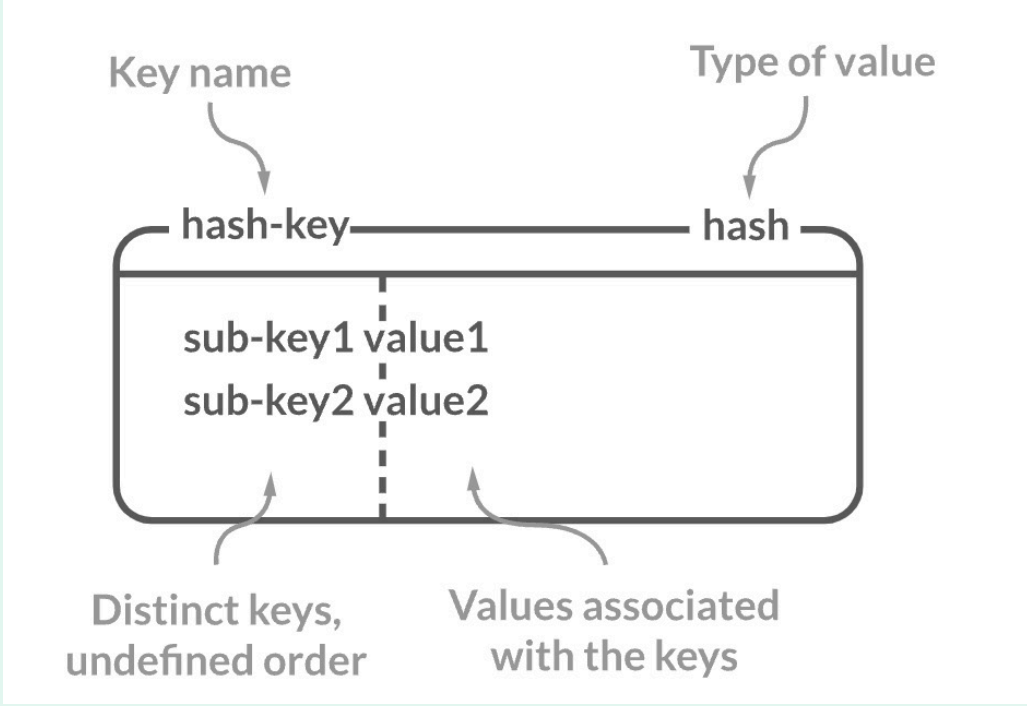 Key name
Type of value
hash-key
hash
sub-key1 value1
sub-key2 value2
Distinct keys,
undefined order
Values associated
with the keys